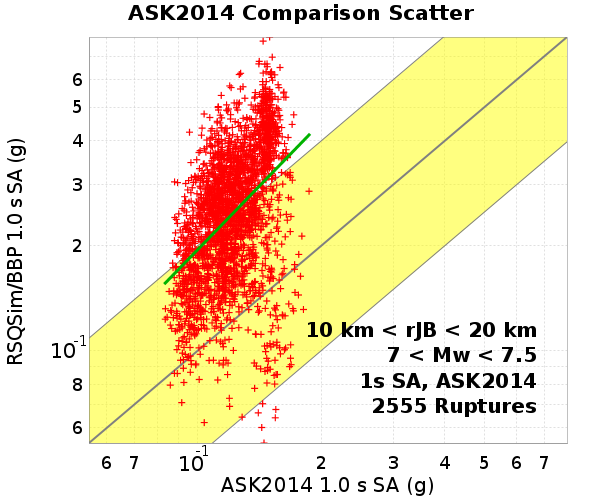 ASK2014 Comparison Scatter
RSQSim/BBP 1.0 s SA (g)
6
5
4
3
2
10-1
8
6
10 km < rJB < 20 km
7 < Mw < 7.5
1s SA, ASK2014
2555 Ruptures
6 7 10-1 2 3 4 5 6 7
ASK2014 1.0 s SA (g)